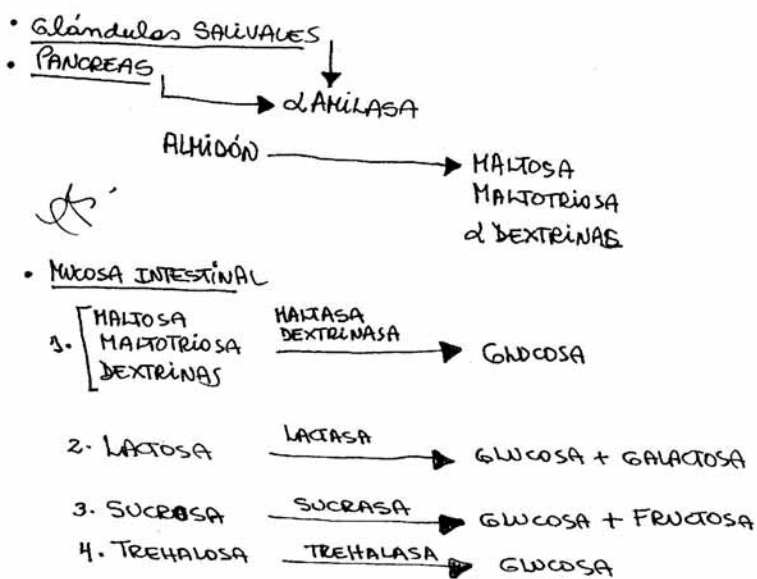 • Glándulas SALIVALES
• PANCREAS
α AMILASA
ALMIDÓN → MALTOSA
MALTOTRIOSA
α DEXTRINAS
• MUCOSA INTESTINAL
1. MALTOSA MALTASA
MALTOTRIOSA DEXTRINASA → GLUCOSA
DEXTRINAS
2. LACTOSA LACTASA → GLUCOSA + GALACTOSA
3. SUCROSA SUCRASA → GLUCOSA + FRUCTOSA
4. TREHALOSA TREHALASA → GLUCOSA